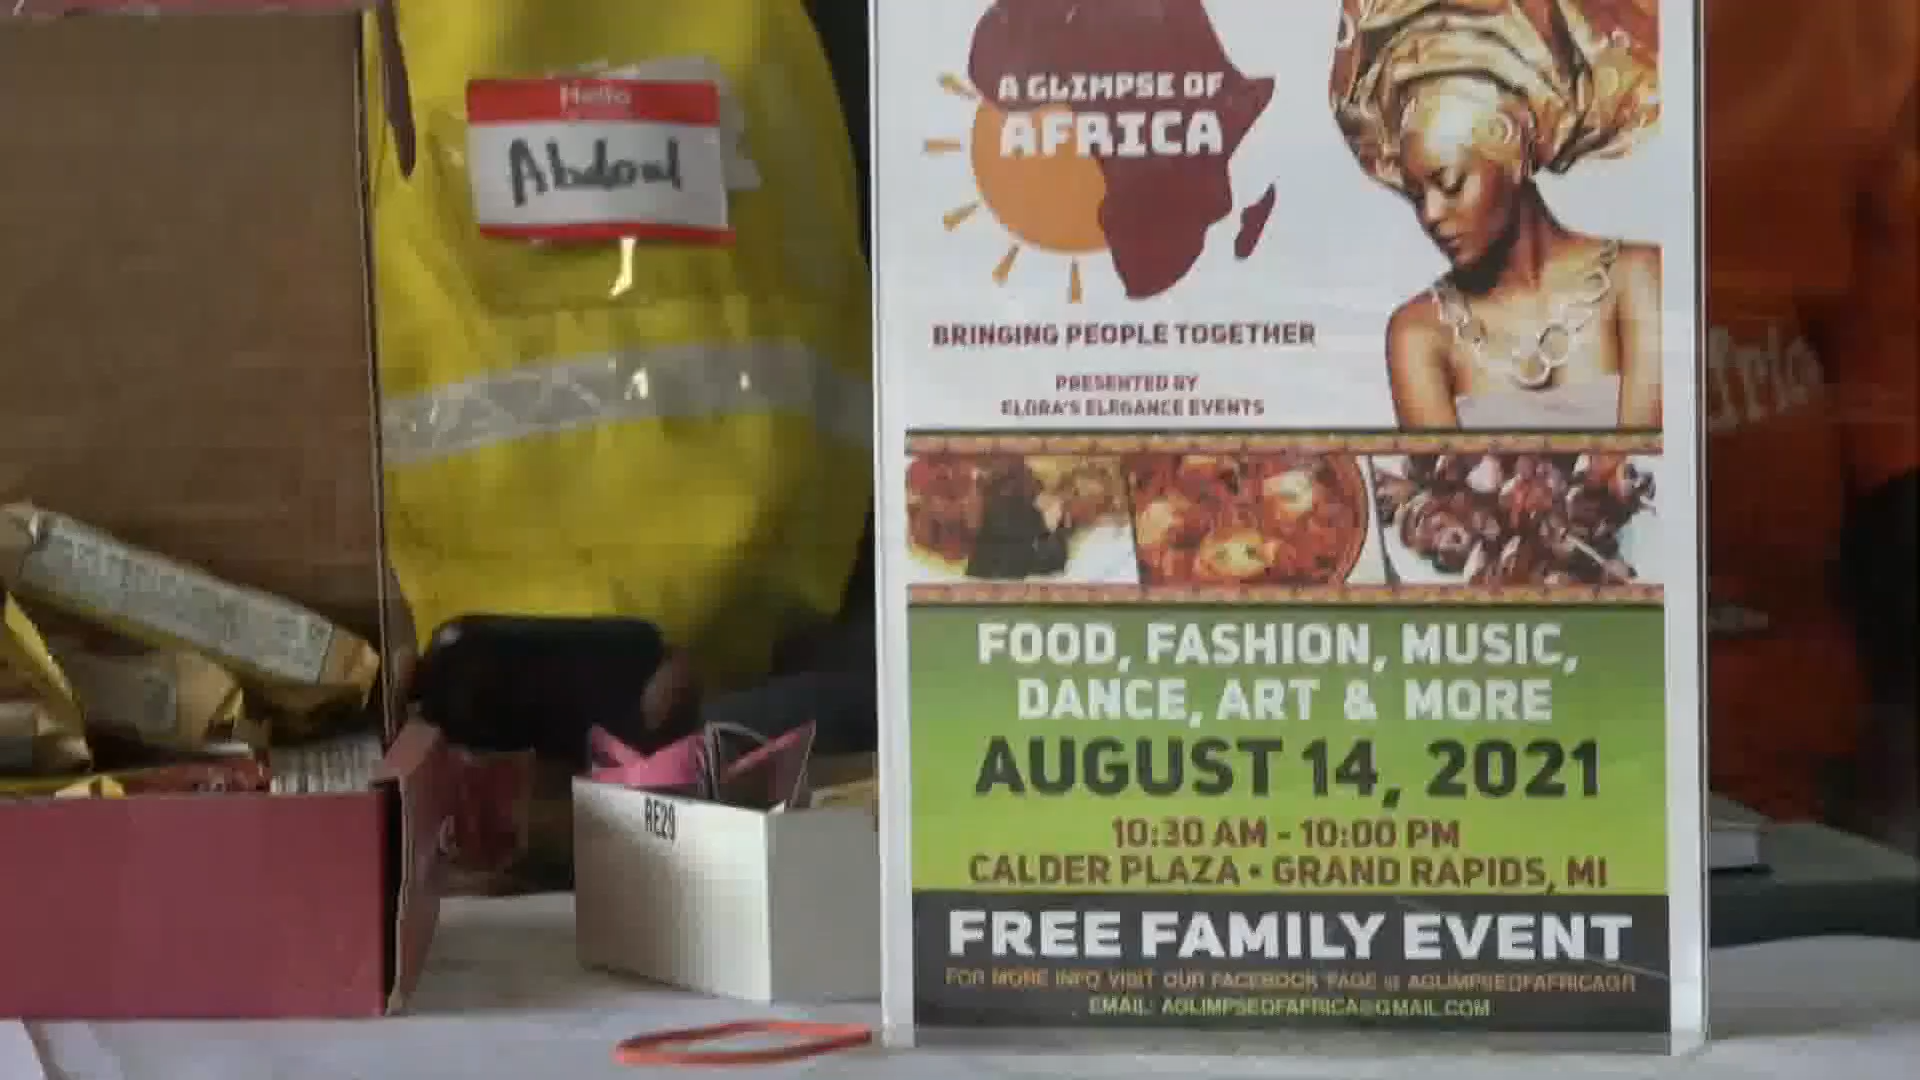 Hello
Abdoul
A GLIMPSE OF
AFRICA
BRINGING PEOPLE TOGETHER
PRESENTED BY
ELORA'S ELEGANCE EVENTS
FOOD, FASHION, MUSIC,
DANCE, ART & MORE
AUGUST 14, 2021
10:30 AM - 10:00 PM
CALDER PLAZA • GRAND RAPIDS, MI
FREE FAMILY EVENT
FOR MORE INFO VISIT OUR FACEBOOK PAGE @ AGLIMPSEOFAFRICAGR
EMAIL: AGLIMPSEOFAFRICA@GMAIL.COM
RE29
frica